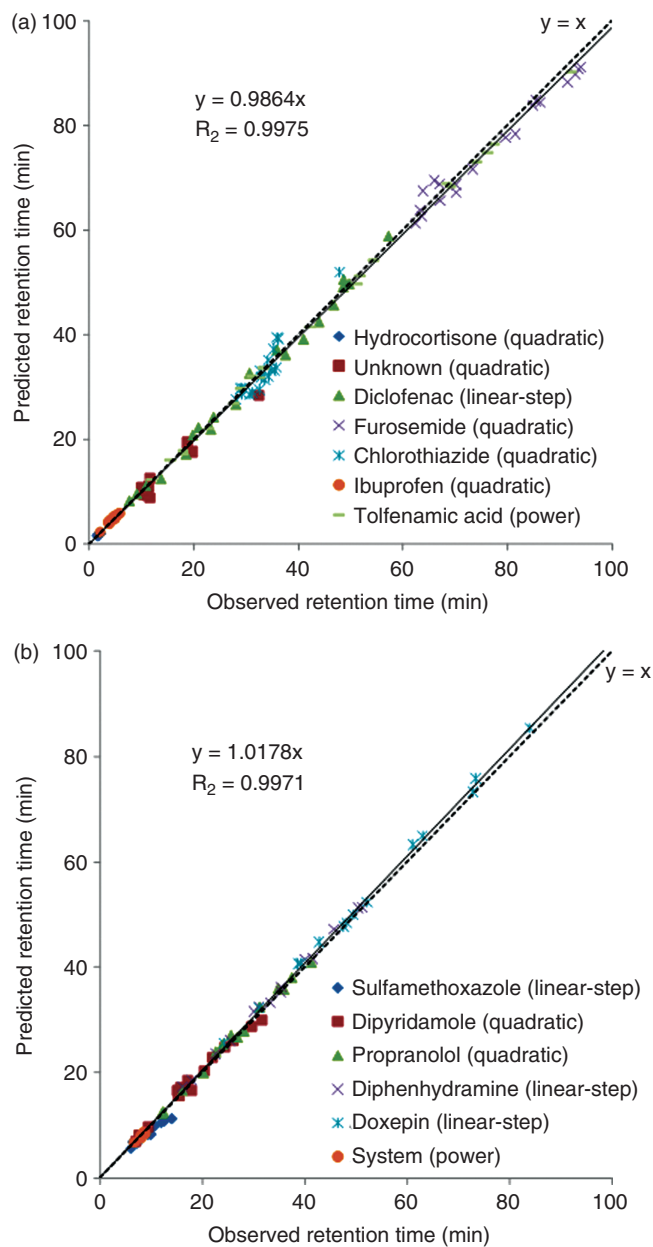 (a)
100
80
60
40
20
0
Predicted retention time (min)
y = x
y = 0.9864x
R2 = 0.9975
Hydrocortisone (quadratic)
Unknown (quadratic)
Diclofenac (linear-step)
Furosemide (quadratic)
Chlorothiazide (quadratic)
Ibuprofen (quadratic)
Tolfenamic acid (power)
0 20 40 60 80 100
Observed retention time (min)
(b)
100
80
60
40
20
0
Predicted retention time (min)
y = x
y = 1.0178x
R2 = 0.9971
Sulfamethoxazole (linear-step)
Dipyridamole (quadratic)
Propranolol (quadratic)
Diphenhydramine (linear-step)
Doxepin (linear-step)
System (power)
0 20 40 60 80 100
Observed retention time (min)